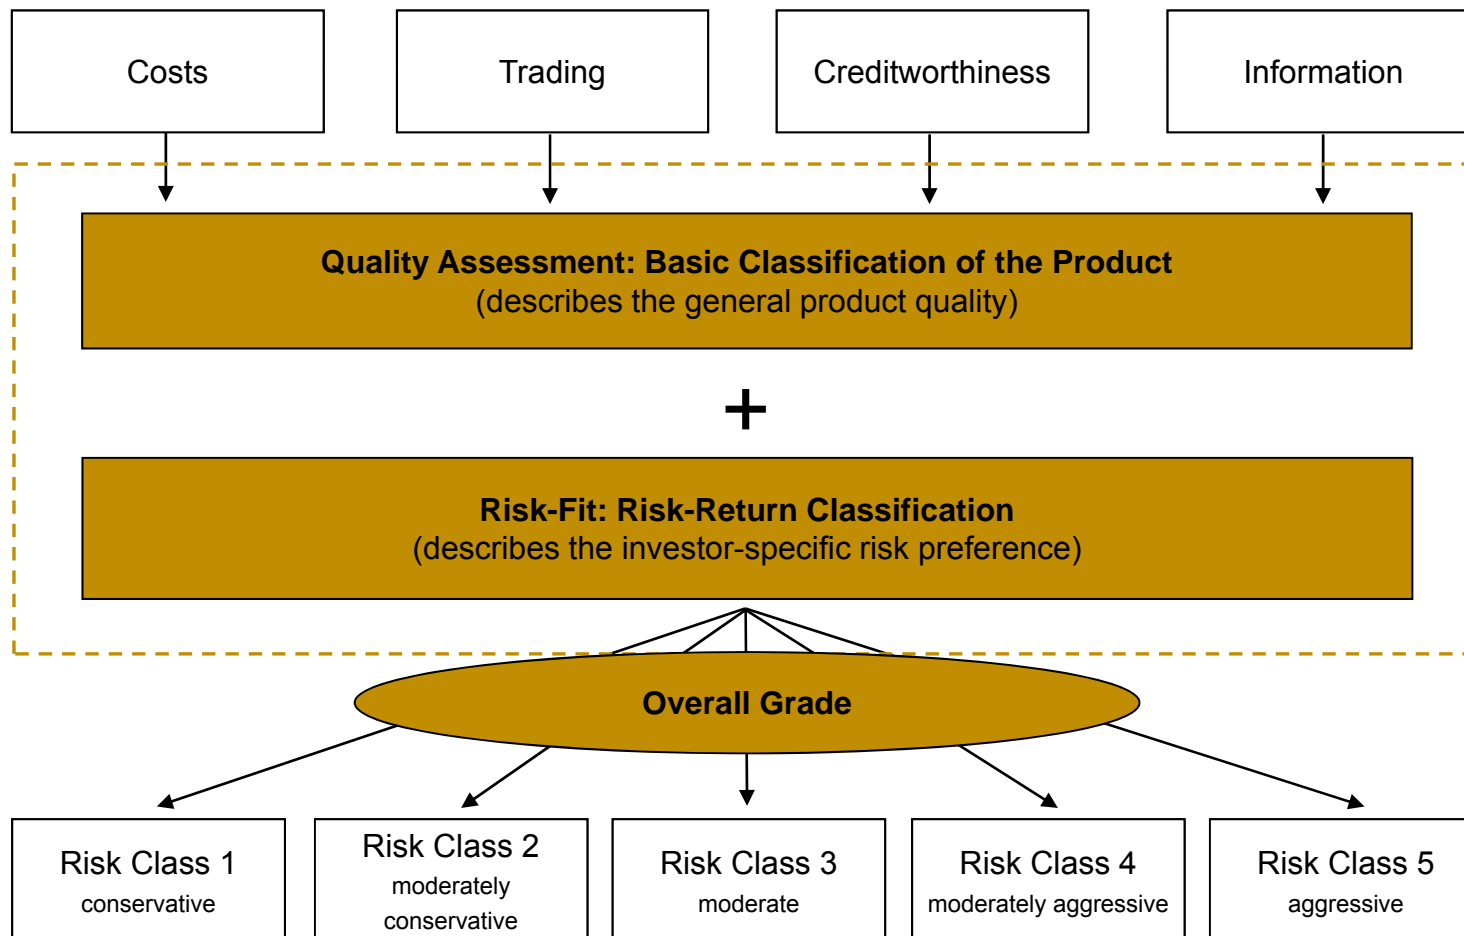 Costs
Trading
Creditworthiness
Information
Quality Assessment: Basic Classification of the Product
(describes the general product quality)
+
Risk-Fit: Risk-Return Classification
(describes the investor-specific risk preference)
Overall Grade
Risk Class 1
conservative
Risk Class 2
moderately
conservative
Risk Class 3
moderate
Risk Class 4
moderately aggressive
Risk Class 5
aggressive